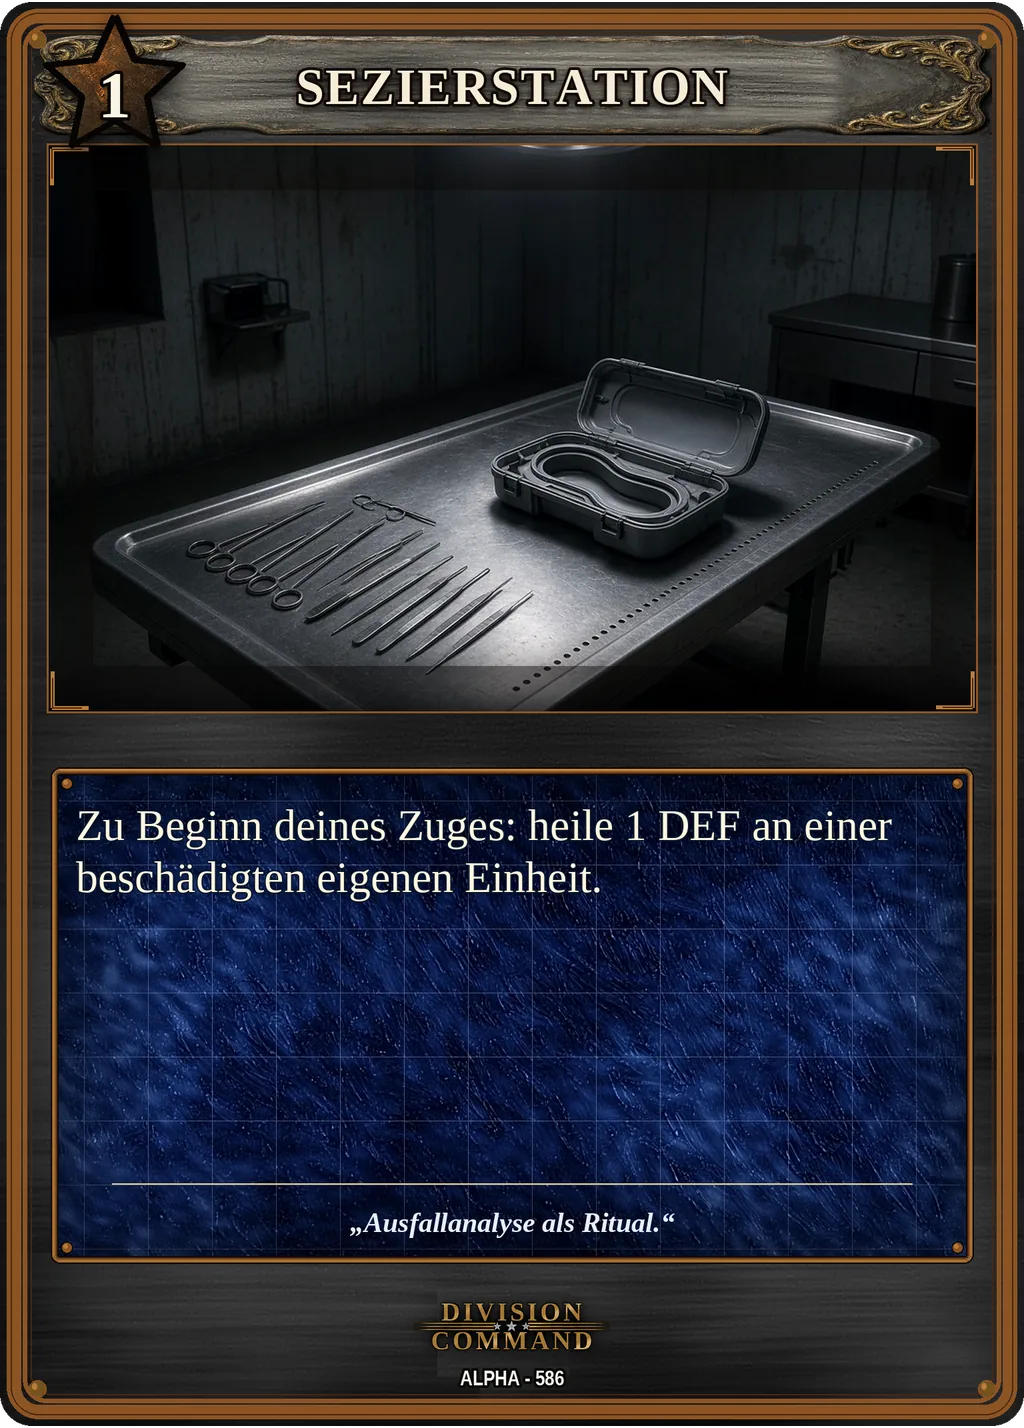 1
SEZIERSTATION
Zu Beginn deines Zuges: heile 1 DEF an einer
beschädigten eigenen Einheit.
„Ausfallanalyse als Ritual.“
DIVISION
COMMAND
ALPHA - 586